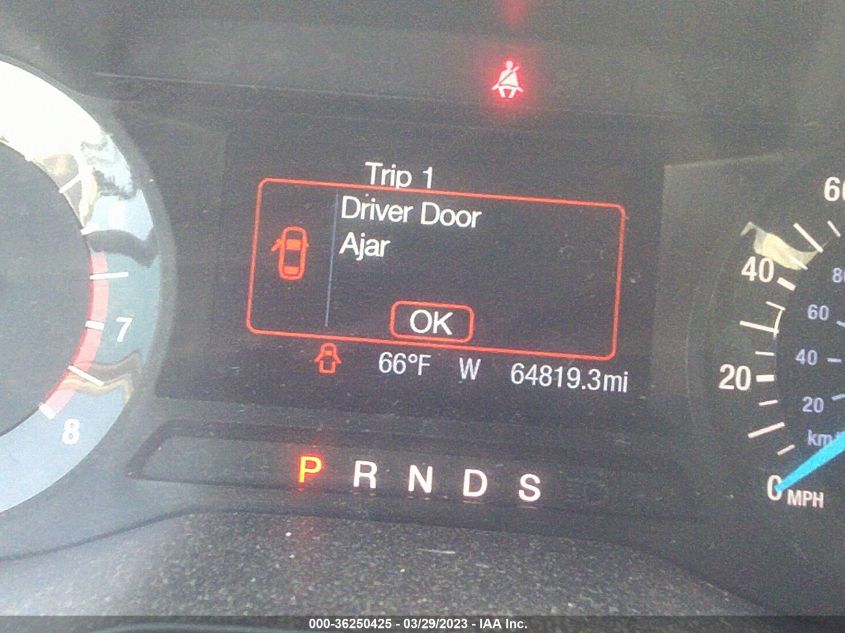 Trip 1
Driver Door
Ajar
OK
66°F W 64819.3mi
P R N D S
7
8
60
40
20
0 MPH
80
60
40
20
km/
000-36250425 - 03/29/2023 - IAA Inc.